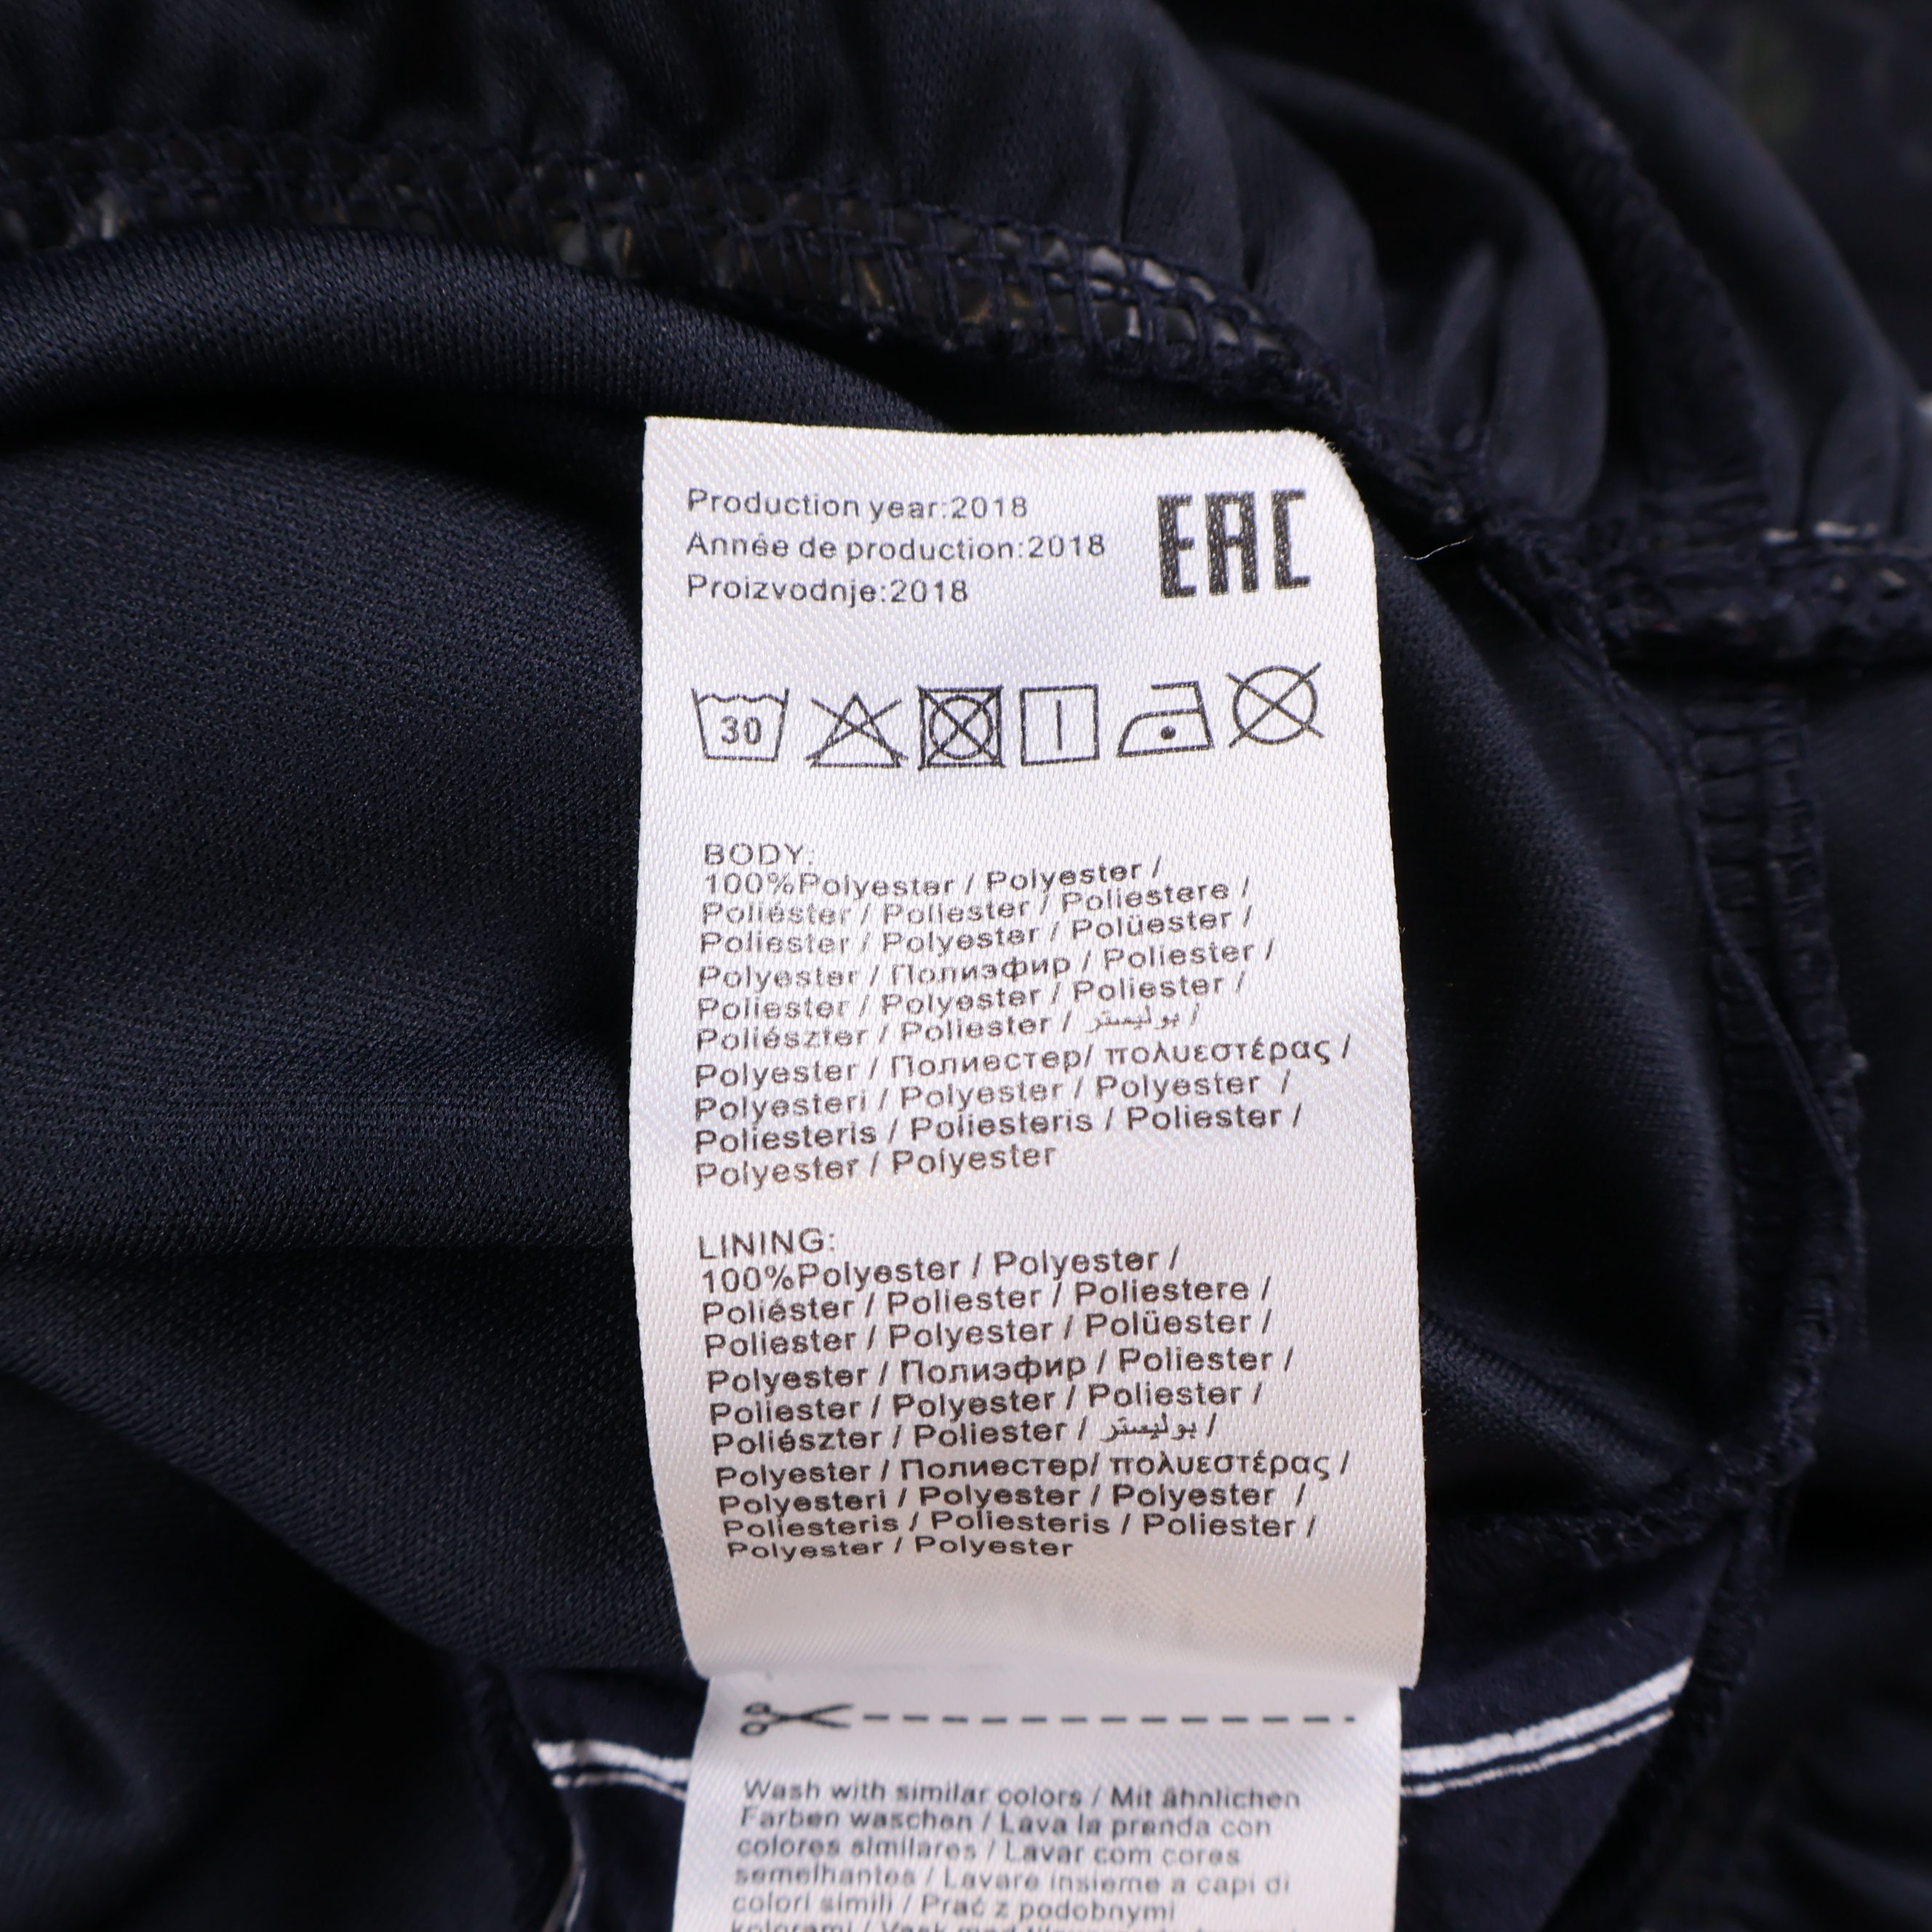 Production year:2018
Année de production:2018
Proizvodnje:2018
EAC
30
BODY:
100%Polyester / Polyester /
Poliéster / Poliester / Poliestere /
Poliester / Polyester / Polüester /
Polyester / Полиэфир / Poliester /
Poliester / Polyester / Poliester /
Poliészter / Poliester / بوليستر /
Polyester / Полиестер/ πολυεστέρας /
Polyesteri / Polyester / Polyester /
Poliesteris / Poliesteris / Poliester /
Polyester / Polyester
LINING:
100%Polyester / Polyester /
Poliéster / Poliester / Poliestere /
Poliester / Polyester / Polüester /
Polyester / Полиэфир / Poliester /
Poliester / Polyester / Poliester /
Poliészter / Poliester / بوليستر /
Polyester / Полиестер/ πολυεστέρας /
Polyesteri / Polyester / Polyester /
Poliesteris / Poliesteris / Poliester /
Polyester / Polyester
Wash with similar colors / Mit ähnlichen
Farben waschen / Lava la prenda con
colores similares / Lavar com cores
semelhantes / Lavare insieme a capi di
colori simili / Prać z podobnymi
kolorami / Vask med